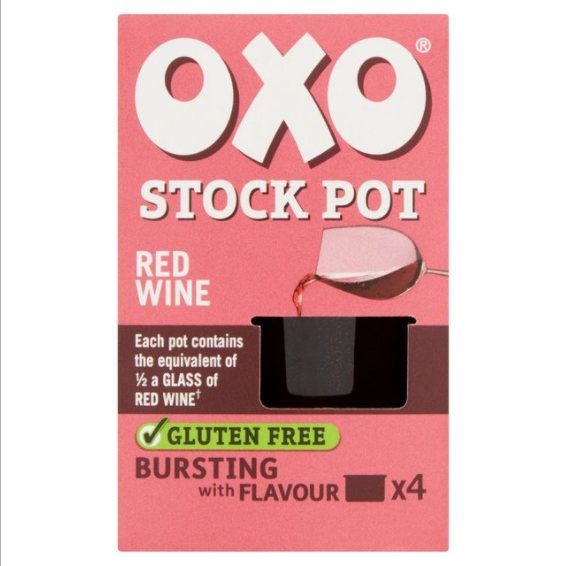 OXO®
STOCK POT
RED
WINE
Each pot contains
the equivalent of
½ a GLASS of
RED WINE†
GLUTEN FREE
BURSTING
with FLAVOUR x4